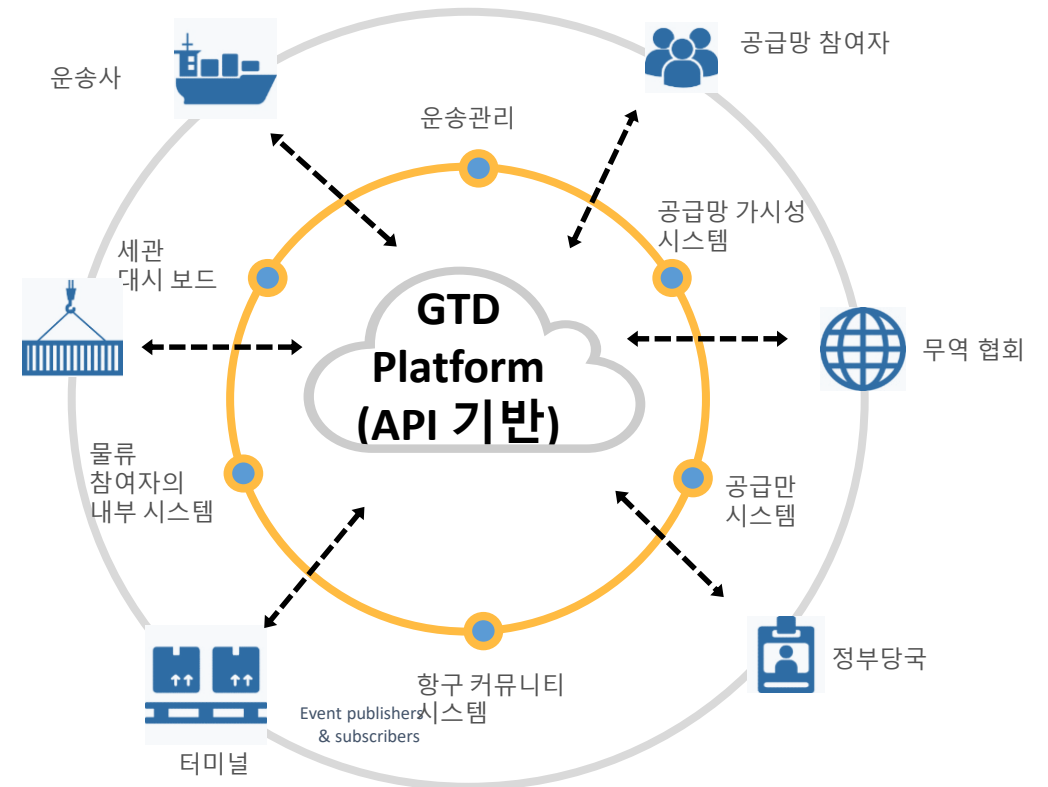 공급망 참여자
운송사
운송관리
공급망 가시성
시스템
세관
대시 보드
GTD
Platform
(API 기반)
무역 협회
물류
참여자의
내부 시스템
공급만
시스템
정부당국
항구 커뮤니티
시스템
Event publishers
& subscribers
터미널